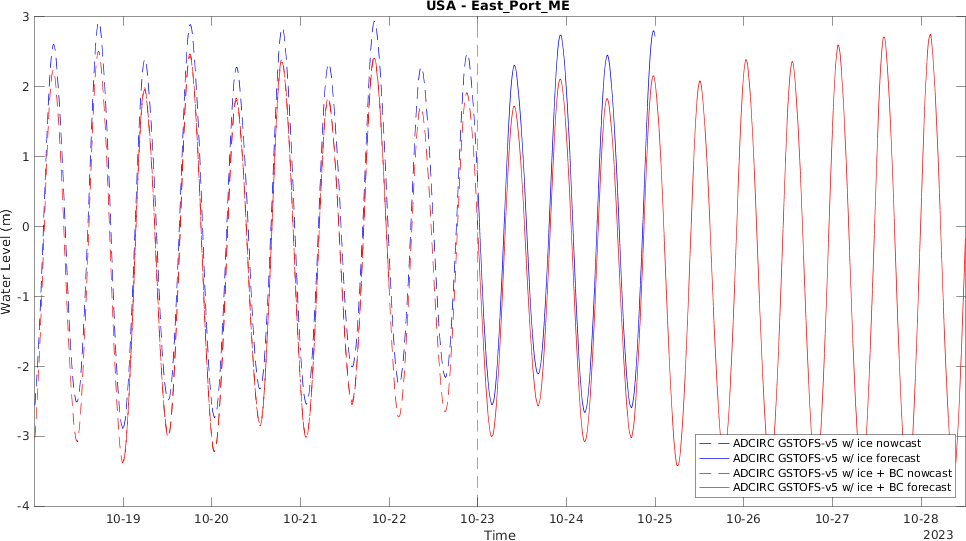 USA - East_Port_ME
3
2
1
0
-1
-2
-3
-4
Water Level (m)
ADCIRC GSTOFS-v5 w/ ice nowcast
ADCIRC GSTOFS-v5 w/ ice forecast
ADCIRC GSTOFS-v5 w/ ice + BC nowcast
ADCIRC GSTOFS-v5 w/ ice + BC forecast
10-19 10-20 10-21 10-22 10-23 10-24 10-25 10-26 10-27 10-28
Time
2023